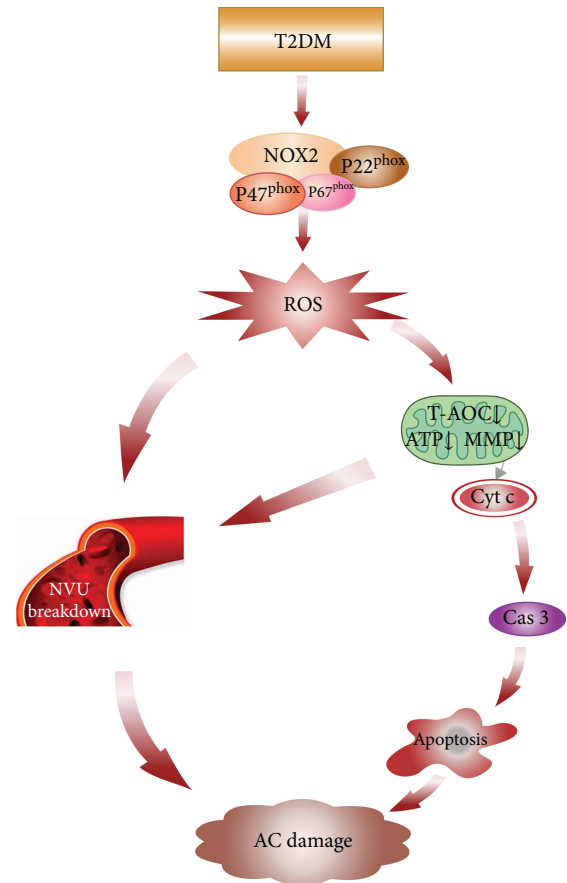 T2DM
NOX2
P22phox
P47phox
P67phox
ROS
T-AOC↓
ATP↓ MMP↓
Cyt c
NVU
breakdown
Cas 3
Apoptosis
AC damage